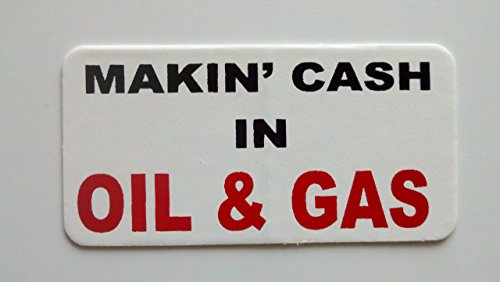 MAKIN' CASH
IN
OIL & GAS